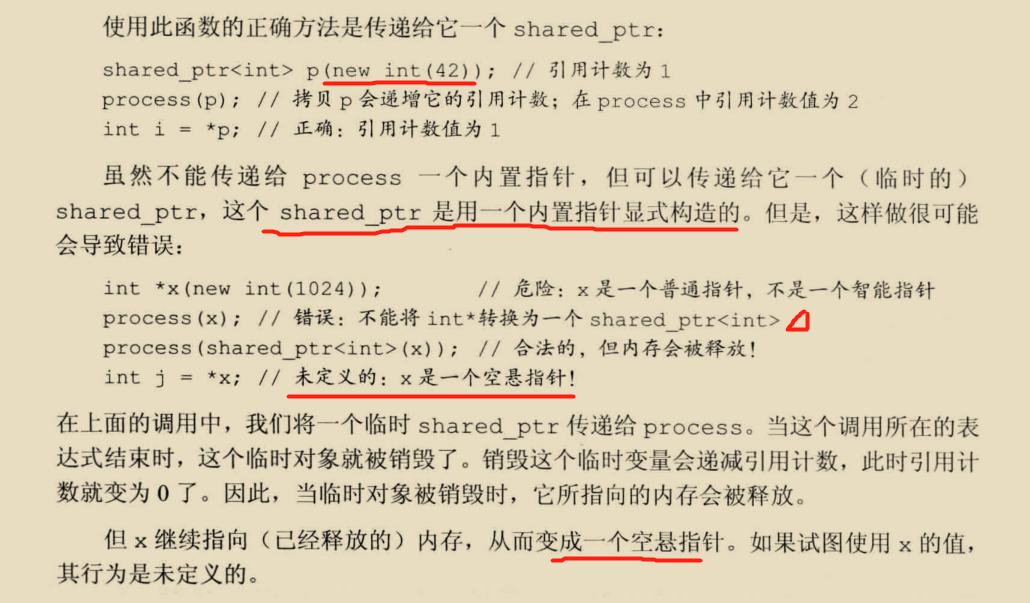 使用此函数的正确方法是传递给它一个 shared_ptr：
shared_ptr<int> p(new int(42)); // 引用计数为 1
process(p); // 拷贝 p 会递增它的引用计数；在 process 中引用计数值为 2
int i = *p; // 正确：引用计数值为 1
虽然不能传递给 process 一个内置指针，但可以传递给它一个（临时的）
shared_ptr，这个 shared_ptr 是用一个内置指针显式构造的。但是，这样做很可能
会导致错误：
int *x(new int(1024)); // 危险：x 是一个普通指针，不是一个智能指针
process(x); // 错误：不能将 int*转换为一个 shared_ptr<int>
process(shared_ptr<int>(x)); // 合法的，但内存会被释放！
int j = *x; // 未定义的：x 是一个空悬指针！
在上面的调用中，我们将一个临时 shared_ptr 传递给 process。当这个调用所在的表
达式结束时，这个临时对象就被销毁了。销毁这个临时变量会递减引用计数，此时引用计
数就变为 0 了。因此，当临时对象被销毁时，它所指向的内存会被释放。
但 x 继续指向（已经释放的）内存，从而变成一个空悬指针。如果试图使用 x 的值，
其行为是未定义的。